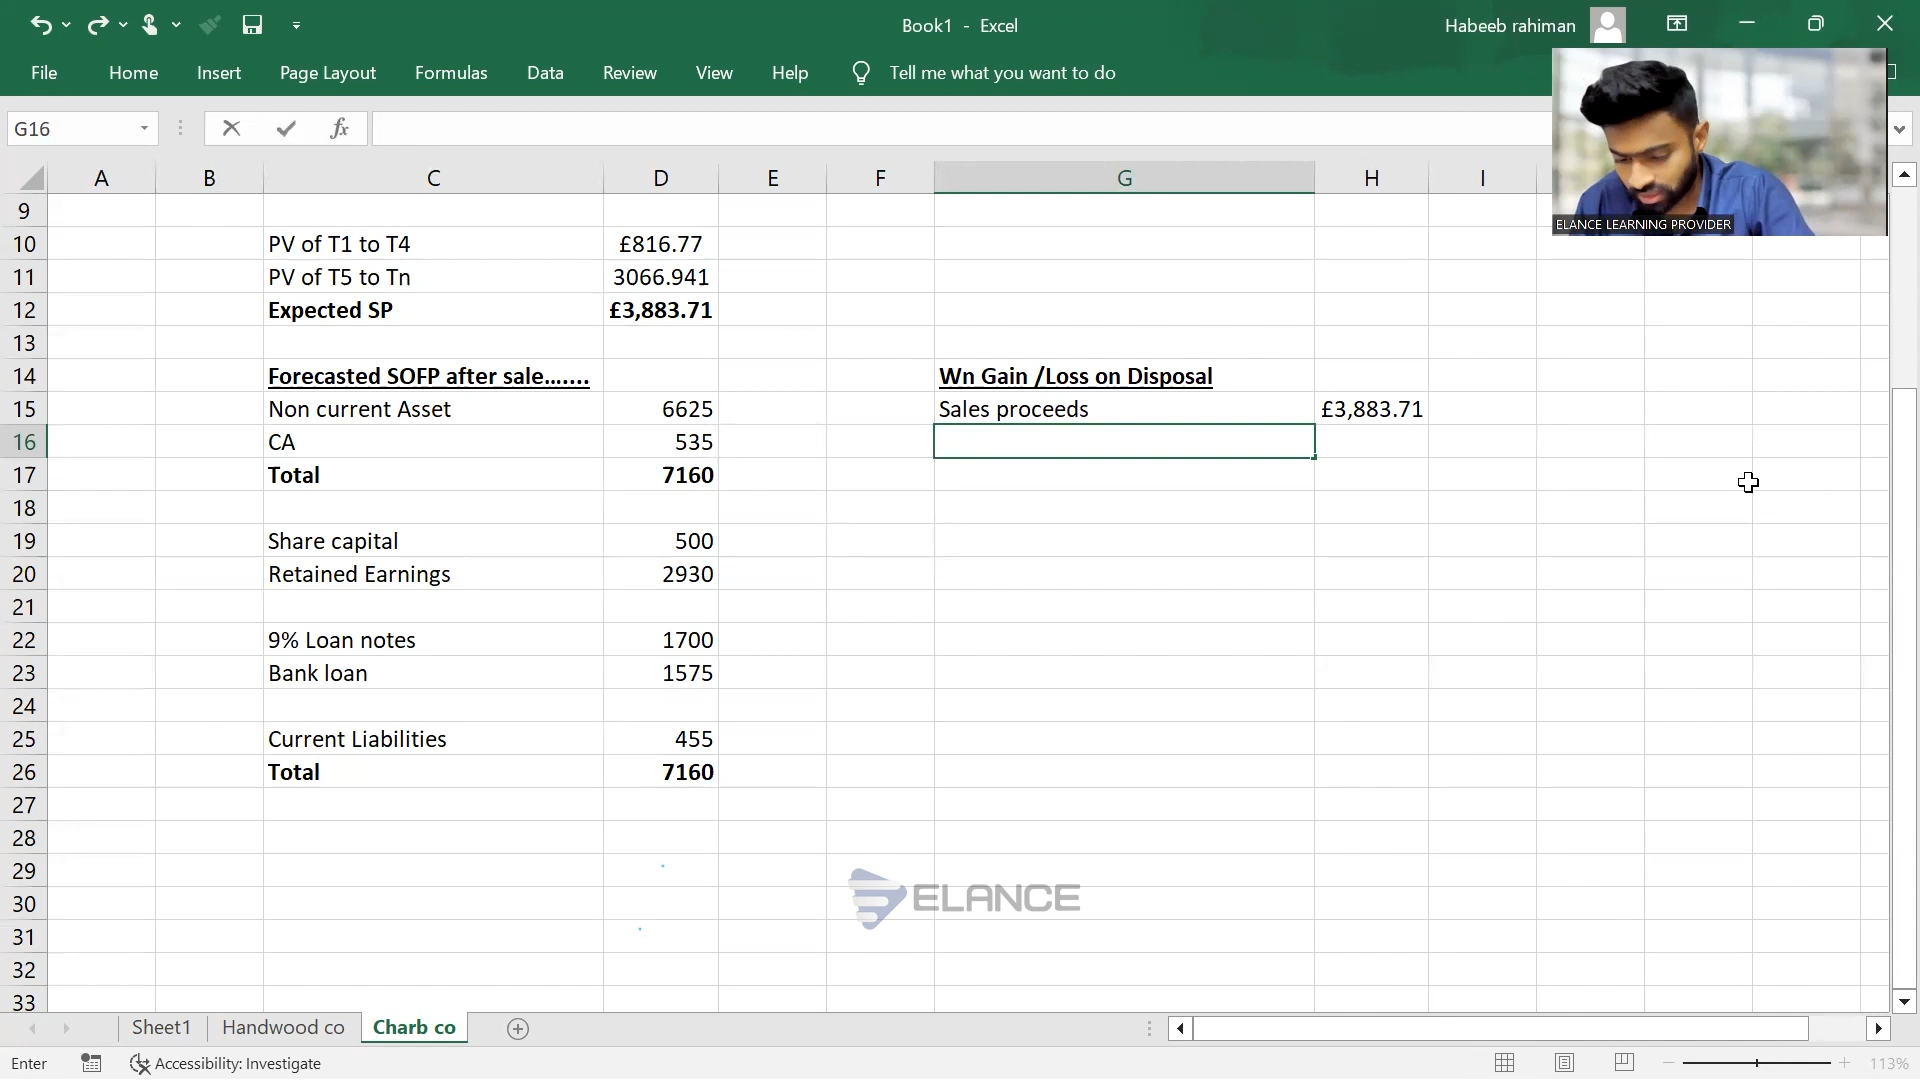 Book1 - Excel
Habeeb rahiman
File Home Insert Page Layout Formulas Data Review View Help Tell me what you want to do
ELANCE LEARNING PROVIDER
G16 fx
A B C D E F G H I
9
10 PV of T1 to T4 £816.77
11 PV of T5 to Tn 3066.941
12 Expected SP £3,883.71
13
14 Forecasted SOFP after sale……. Wn Gain /Loss on Disposal
15 Non current Asset 6625 Sales proceeds £3,883.71
16 CA 535
17 Total 7160
18
19 Share capital 500
20 Retained Earnings 2930
21
22 9% Loan notes 1700
23 Bank loan 1575
24
25 Current Liabilities 455
26 Total 7160
27
28
29
30
ELANCE
31
32
33
Sheet1 Handwood co Charb co
Enter Accessibility: Investigate 113%